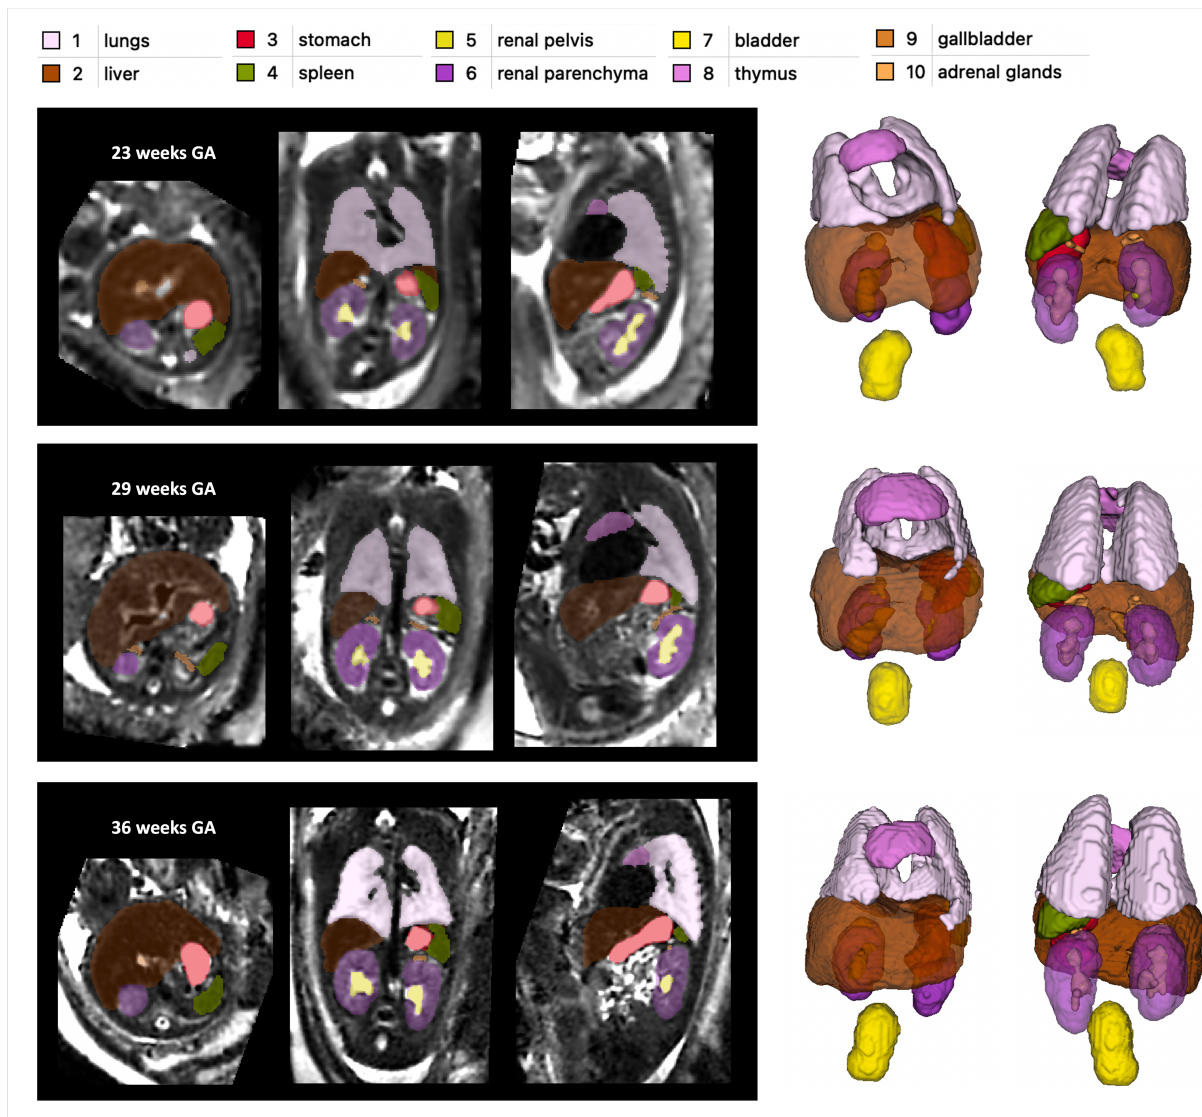 1 lungs 3 stomach 5 renal pelvis 7 bladder 9 gallbladder
2 liver 4 spleen 6 renal parenchyma 8 thymus 10 adrenal glands
23 weeks GA
29 weeks GA
36 weeks GA